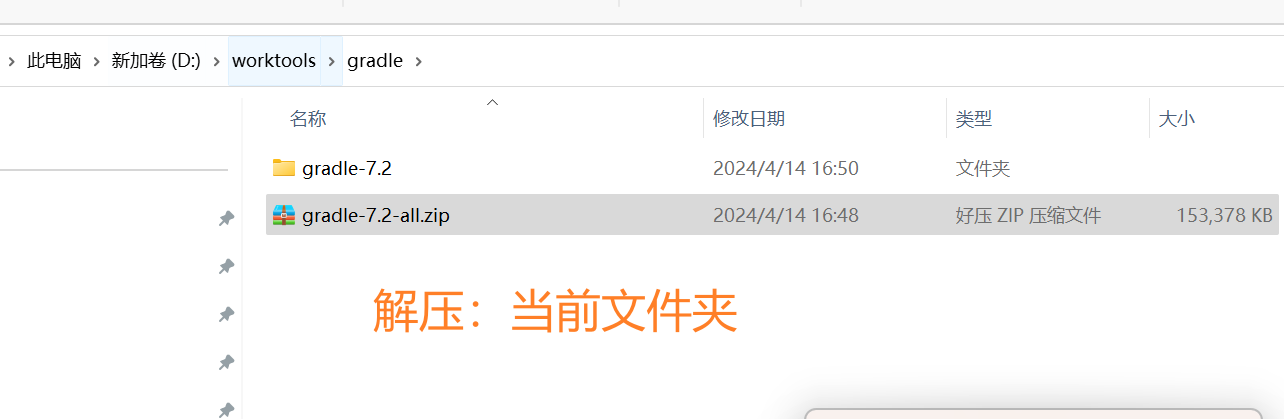 此电脑 新加卷 (D:) worktools gradle
名称 修改日期 类型 大小
gradle-7.2 2024/4/14 16:50 文件夹
gradle-7.2-all.zip 2024/4/14 16:48 好压 ZIP 压缩文件 153,378 KB
解压：当前文件夹